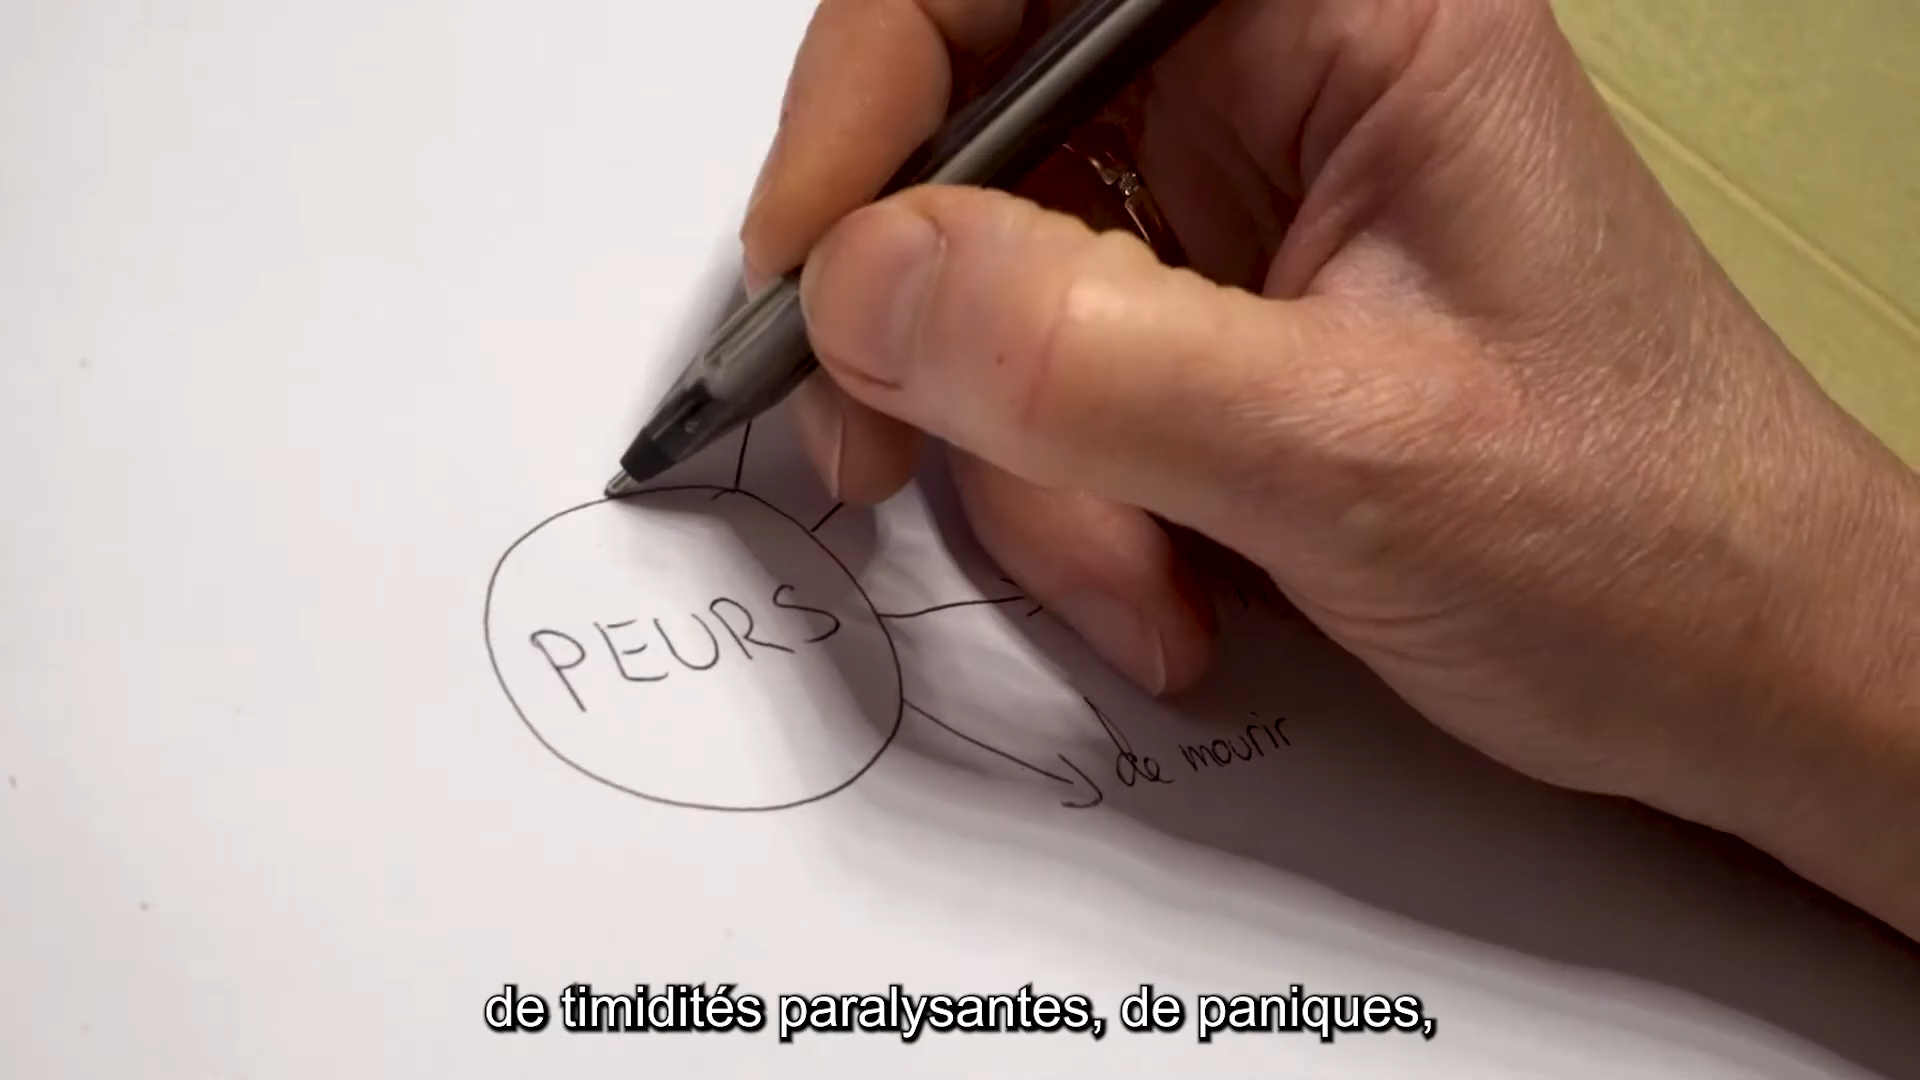 PEURS
de mourir
de timidités paralysantes, de paniques,